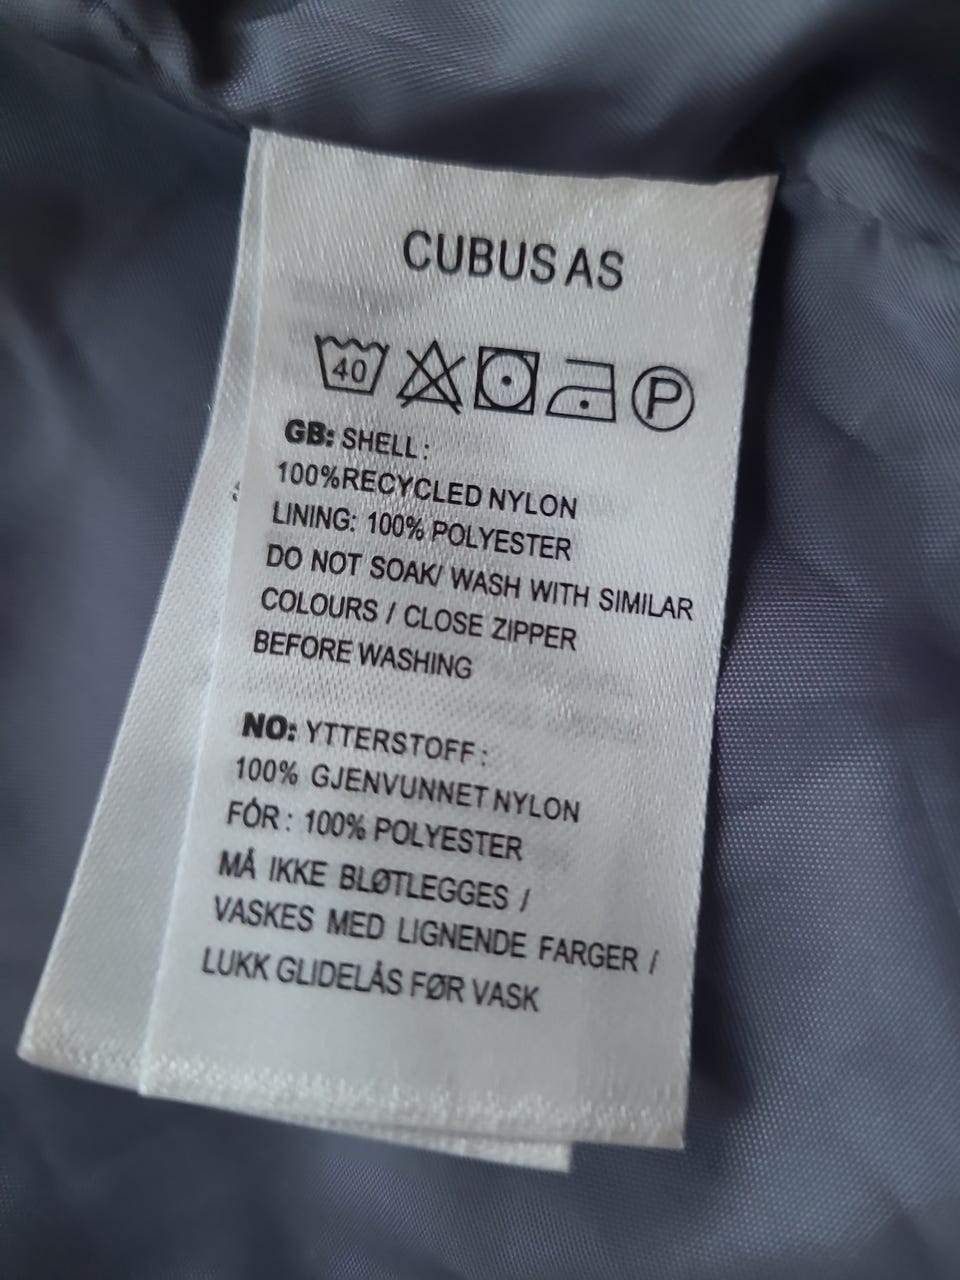 CUBUS AS
40 P
GB: SHELL :
100%RECYCLED NYLON
LINING: 100% POLYESTER
DO NOT SOAK/ WASH WITH SIMILAR
COLOURS / CLOSE ZIPPER
BEFORE WASHING
NO: YTTERSTOFF :
100% GJENVUNNET NYLON
FÓR : 100% POLYESTER
MÅ IKKE BLØTLEGGES /
VASKES MED LIGNENDE FARGER /
LUKK GLIDELÅS FØR VASK